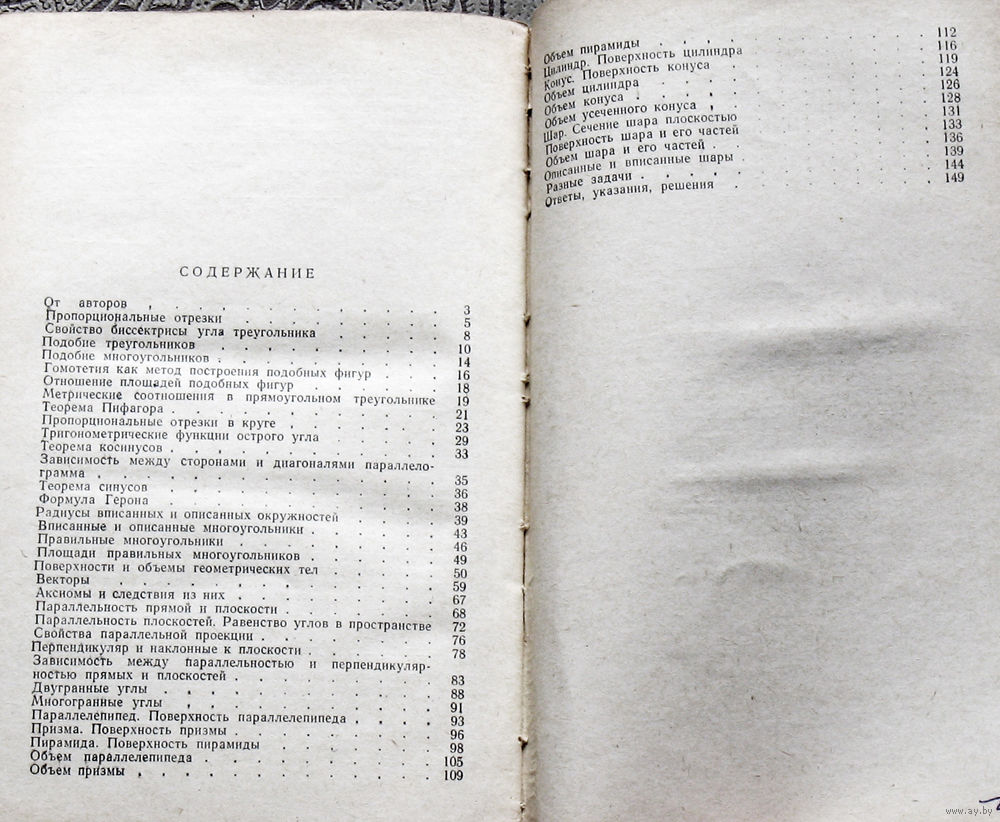 СОДЕРЖАНИЕ
От авторов 3
Пропорциональные отрезки 5
Свойство биссектрисы угла треугольника 8
Подобие треугольников 10
Подобие многоугольников 14
Гомотетия как метод построения подобных фигур 16
Отношение площадей подобных фигур 18
Метрические соотношения в прямоугольном треугольнике 19
Теорема Пифагора 21
Пропорциональные отрезки в круге 23
Тригонометрические функции острого угла 29
Теорема косинусов 33
Зависимость между сторонами и диагоналями параллело-
грамма 35
Теорема синусов 36
Формула Герона 38
Радиусы вписанных и описанных окружностей 39
Вписанные и описанные многоугольники 43
Правильные многоугольники 46
Площади правильных многоугольников 49
Поверхности и объемы геометрических тел 50
Векторы 59
Аксиомы и следствия из них 67
Параллельность прямой и плоскости 68
Параллельность плоскостей. Равенство углов в пространстве 72
Свойства параллельной проекции 76
Перпендикуляр и наклонные к плоскости 78
Зависимость между параллельностью и перпендикуляр-
ностью прямых и плоскостей 83
Двугранные углы 88
Многогранные углы 91
Параллелепипед. Поверхность параллелепипеда 93
Призма. Поверхность призмы 96
Пирамида. Поверхность пирамиды 98
Объем параллелепипеда 105
Объем призмы 109
Объем пирамиды 112
Цилиндр. Поверхность цилиндра 116
Конус. Поверхность конуса 119
Объем цилиндра 124
Объем конуса 126
Объем усеченного конуса 128
Шар. Сечение шара плоскостью 131
Поверхность шара и его частей 133
Объем шара и его частей 136
Описанные и вписанные шары 139
Разные задачи 144
Ответы, указания, решения 149
www.ay.by